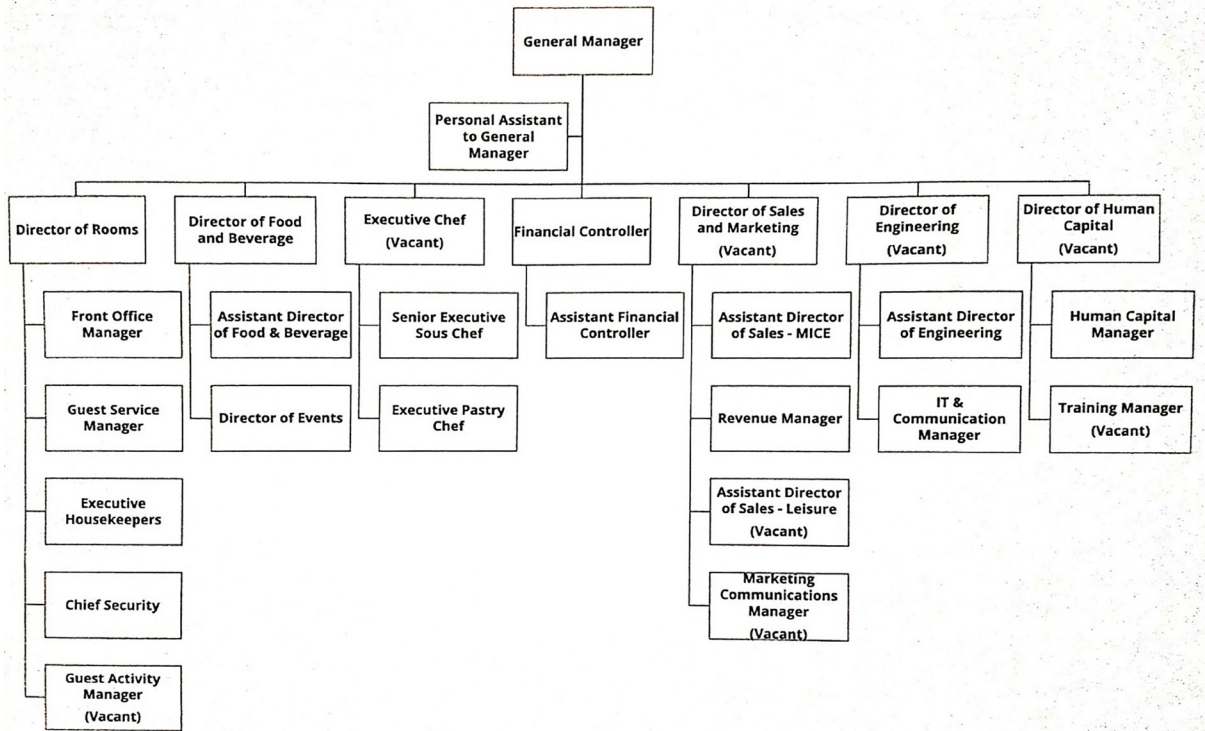 General Manager
Personal Assistant
to General
Manager
Director of Rooms
Director of Food
and Beverage
Executive Chef
(Vacant)
Financial Controller
Director of Sales
and Marketing
(Vacant)
Director of
Engineering
(Vacant)
Director of Human
Capital
(Vacant)
Front Office
Manager
Assistant Director
of Food & Beverage
Senior Executive
Sous Chef
Assistant Financial
Controller
Assistant Director
of Sales - MICE
Assistant Director
of Engineering
Human Capital
Manager
Guest Service
Manager
Director of Events
Executive Pastry
Chef
Revenue Manager
IT &
Communication
Manager
Training Manager
(Vacant)
Executive
Housekeepers
Assistant Director
of Sales - Leisure
(Vacant)
Chief Security
Marketing
Communications
Manager
(Vacant)
Guest Activity
Manager
(Vacant)